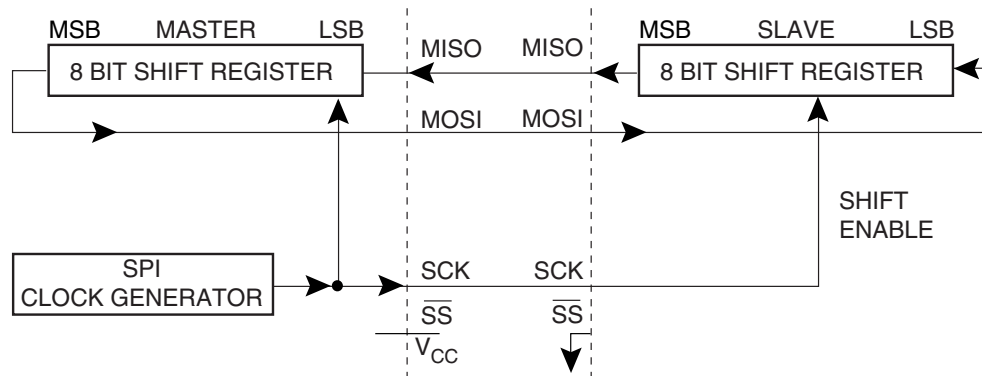 MSB MASTER LSB
8 BIT SHIFT REGISTER
MISO MISO
MSB SLAVE LSB
8 BIT SHIFT REGISTER
MOSI MOSI
SHIFT
ENABLE
SPI
CLOCK GENERATOR
SCK SCK
SS SS
VCC